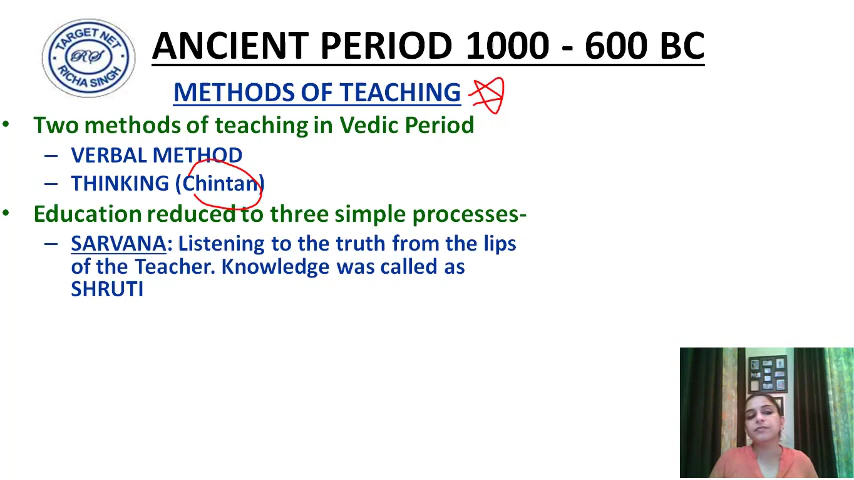 TARGET NET
RS
RICHA SINGH
ANCIENT PERIOD 1000 - 600 BC
METHODS OF TEACHING
• Two methods of teaching in Vedic Period
– VERBAL METHOD
– THINKING (Chintan)
• Education reduced to three simple processes-
– SARVANA: Listening to the truth from the lips
of the Teacher. Knowledge was called as
SHRUTI